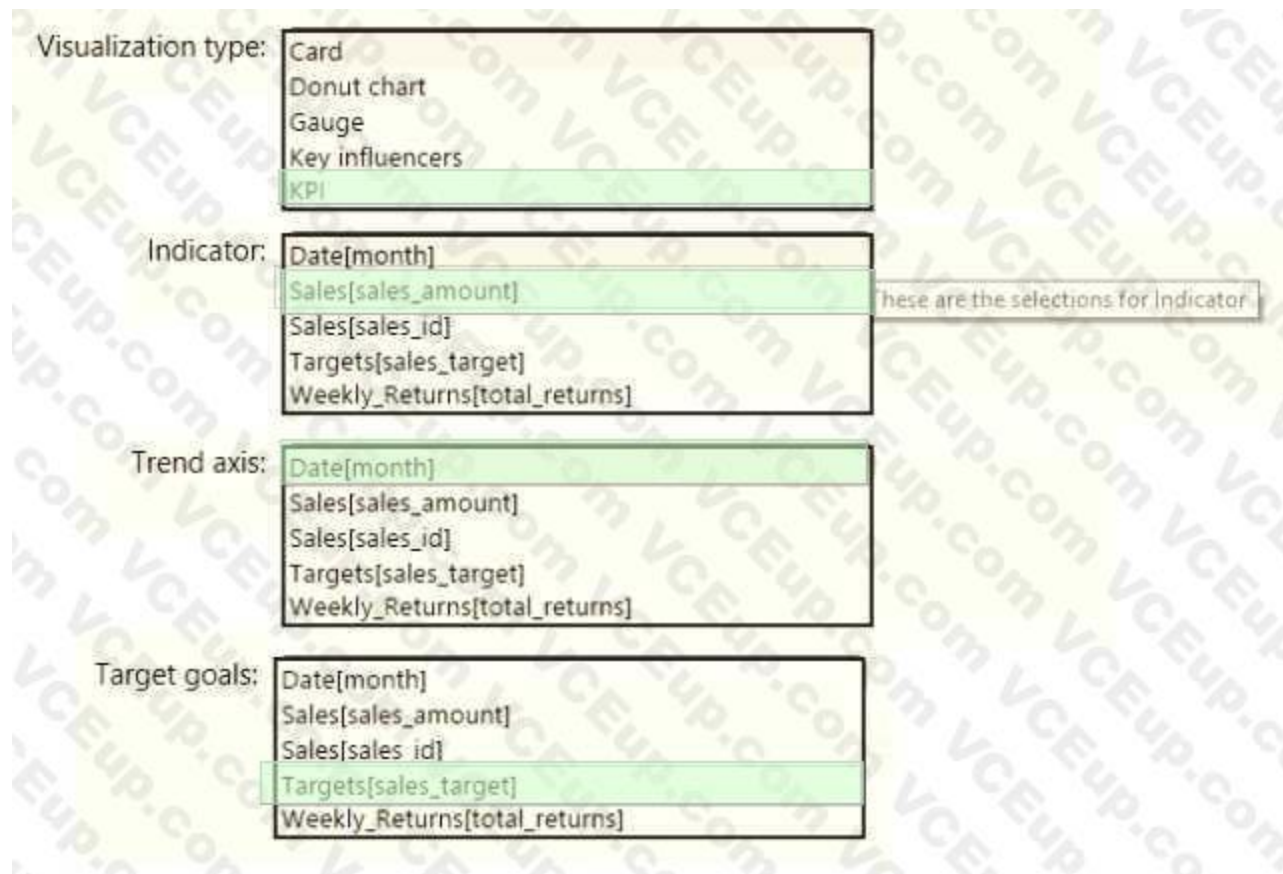 Visualization type:
Card
Donut chart
Gauge
Key influencers
KPI
Indicator:
Date[month]
Sales[sales_amount]
Sales[sales_id]
Targets[sales_target]
Weekly_Returns[total_returns]
These are the selections for Indicator
Trend axis:
Date[month]
Sales[sales_amount]
Sales[sales_id]
Targets[sales_target]
Weekly_Returns[total_returns]
Target goals:
Date[month]
Sales[sales_amount]
Sales[sales_id]
Targets[sales_target]
Weekly_Returns[total_returns]
VCEup.com